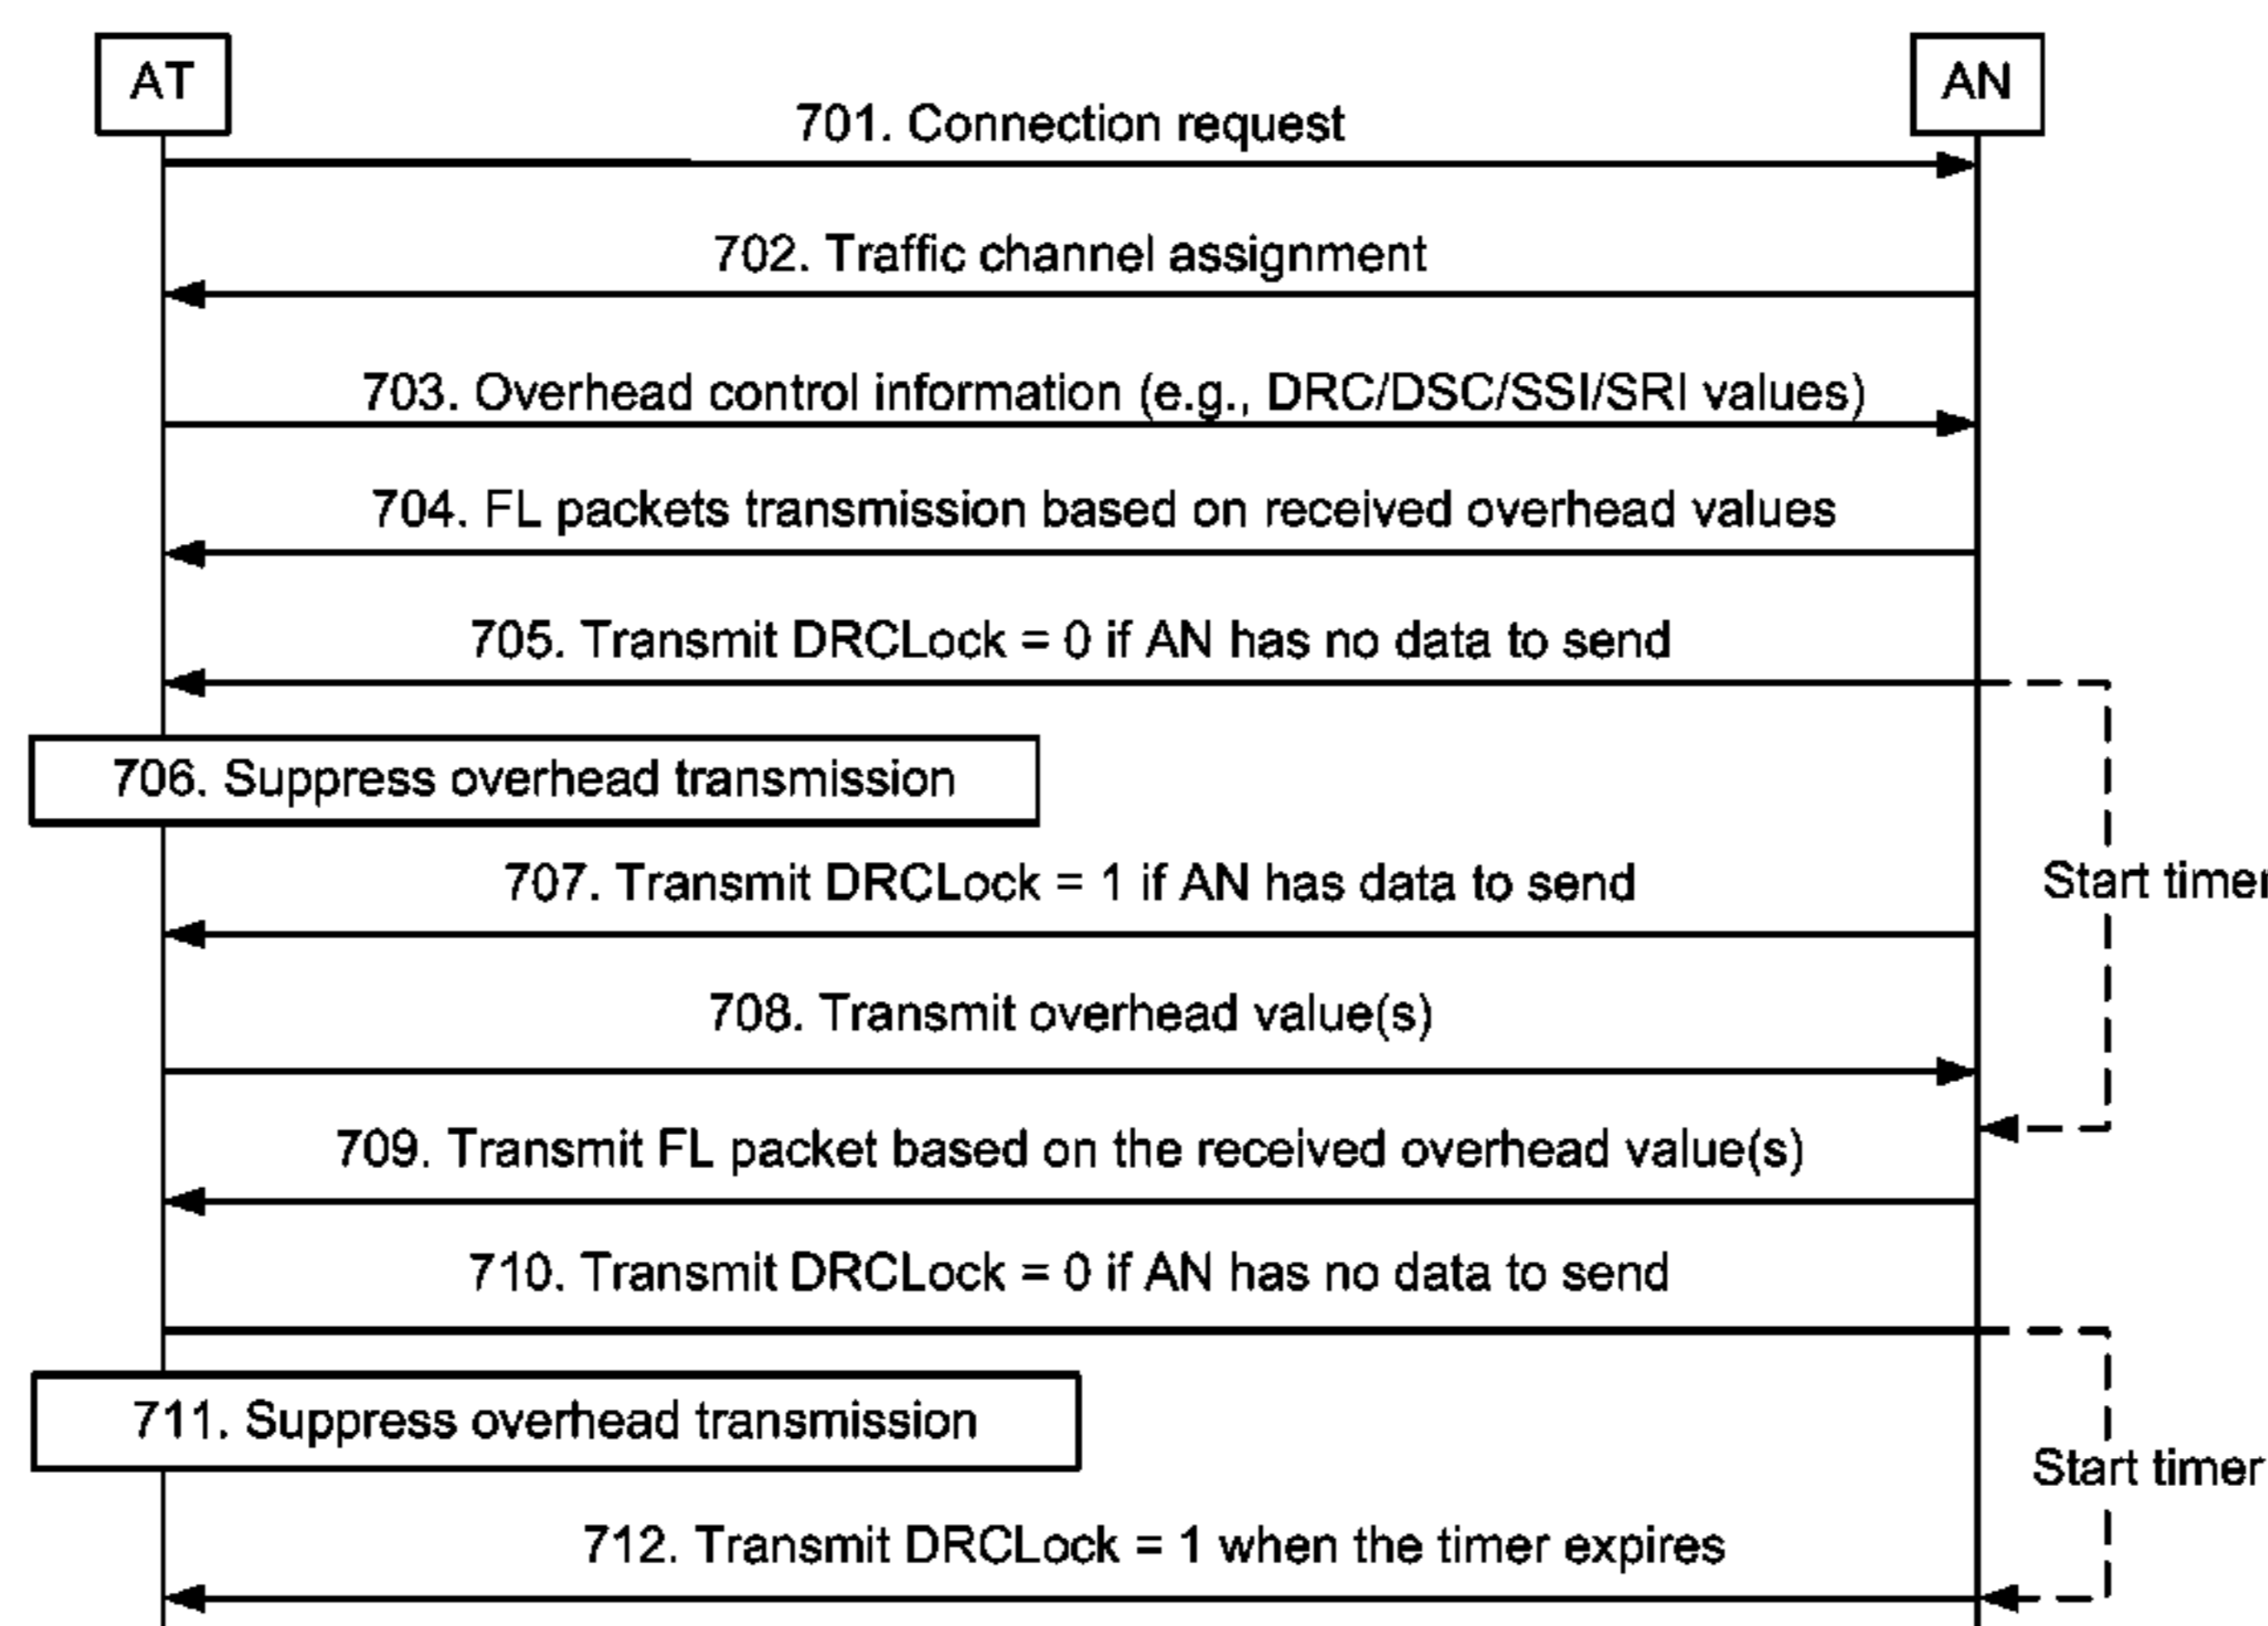 AT
AN
701. Connection request
702. Traffic channel assignment
703. Overhead control information (e.g., DRC/DSC/SSI/SRI values)
704. FL packets transmission based on received overhead values
705. Transmit DRCLock = 0 if AN has no data to send
706. Suppress overhead transmission
707. Transmit DRCLock = 1 if AN has data to send
Start timer
708. Transmit overhead value(s)
709. Transmit FL packet based on the received overhead value(s)
710. Transmit DRCLock = 0 if AN has no data to send
711. Suppress overhead transmission
Start timer
712. Transmit DRCLock = 1 when the timer expires